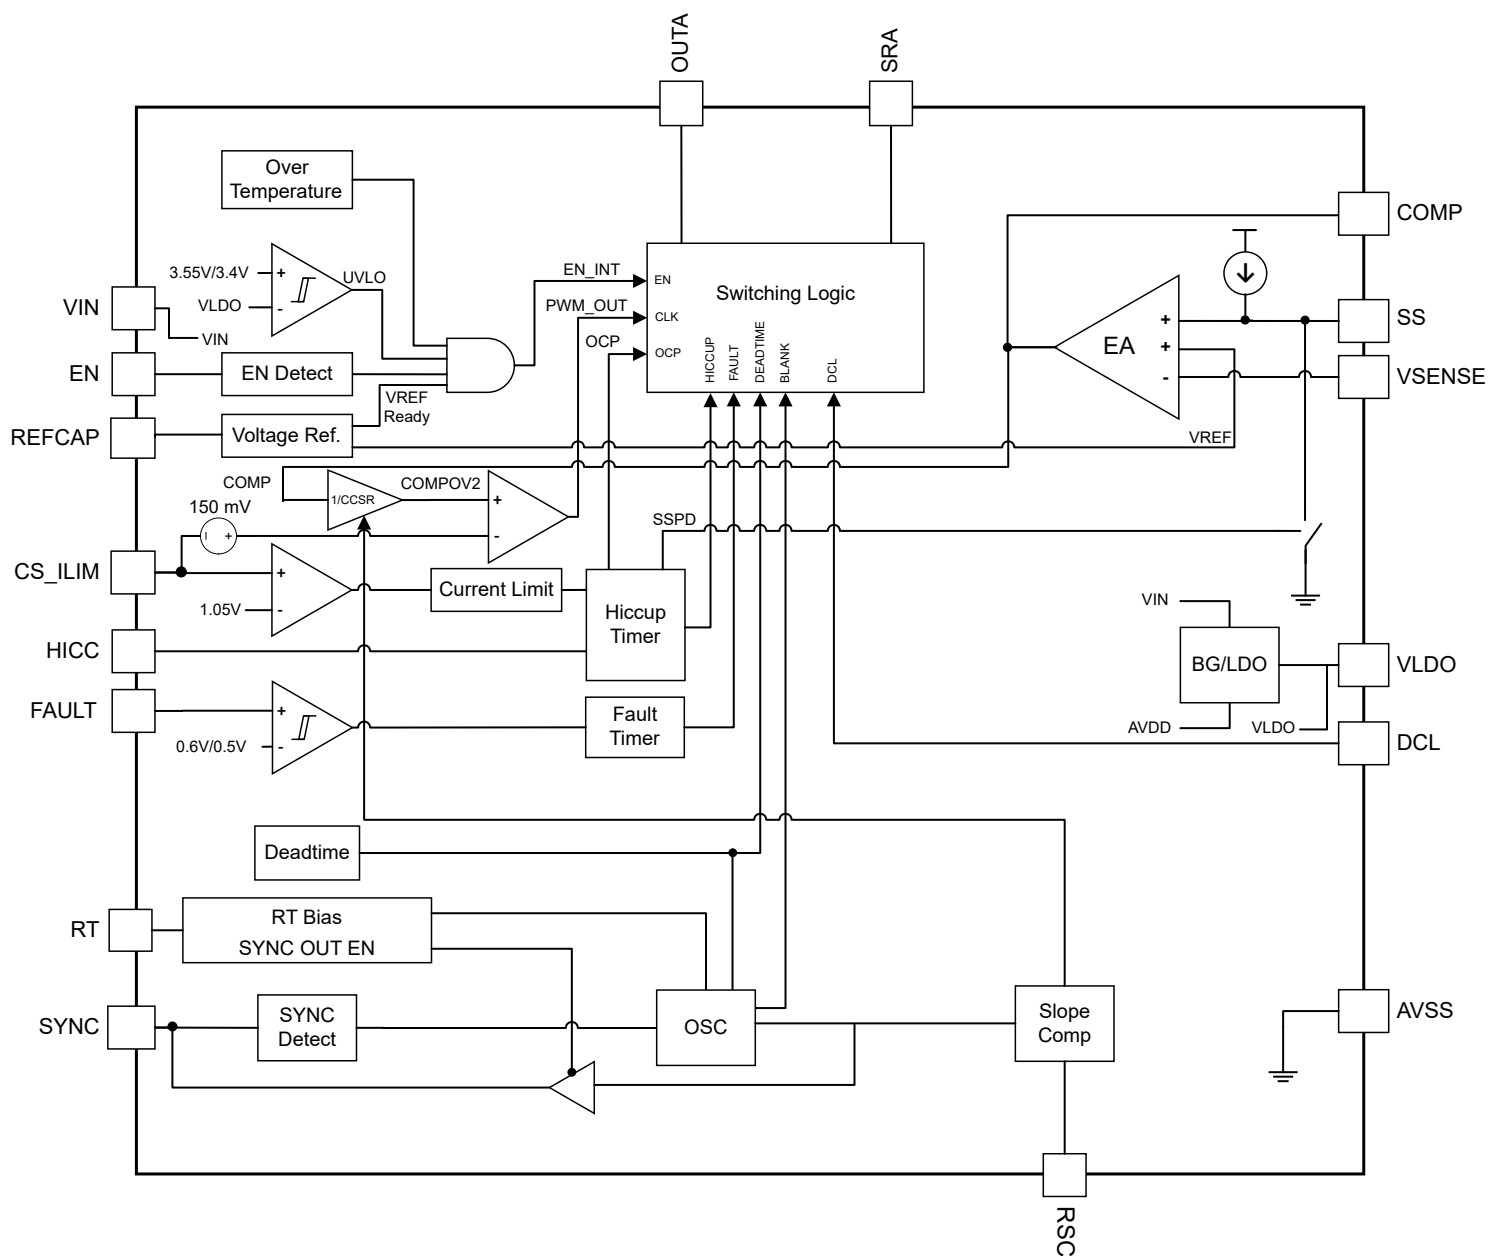 OUTA
SRA
Over
Temperature
COMP
3.55V/3.4V
+
UVLO
EN_INT
EN
Switching Logic
VIN
VLDO
-
PWM_OUT
CLK
+
SS
VIN
OCP
OCP
HICCUP
FAULT
DEADTIME
BLANK
DCL
EA
+
EN
EN Detect
-
VSENSE
VREF
Ready
REFCAP
Voltage Ref.
VREF
COMP
1/CCSR
COMPOV2
+
150 mV
SSPD
- +
-
CS_ILIM
+
1.05V
-
Current Limit
Hiccup
Timer
VIN
HICC
BG/LDO
VLDO
FAULT
+
Fault
Timer
AVDD
VLDO
0.6V/0.5V
-
DCL
Deadtime
RT
RT Bias
SYNC OUT EN
SYNC
SYNC
Detect
OSC
Slope
Comp
AVSS
RSC